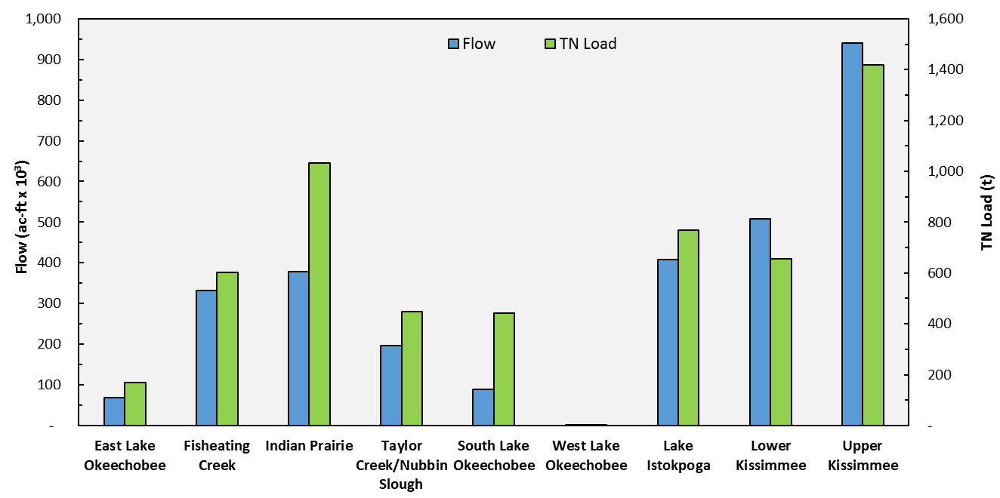 1,000
900
800
700
600
500
400
300
200
100
-
Flow (ac-ft x 10³)
Flow
TN Load
1,600
1,400
1,200
1,000
800
600
400
200
-
TN Load (t)
East Lake
Okeechobee
Fisheating
Creek
Indian Prairie
Taylor
Creek/Nubbin
Slough
South Lake
Okeechobee
West Lake
Okeechobee
Lake
Istokpoga
Lower
Kissimmee
Upper
Kissimmee